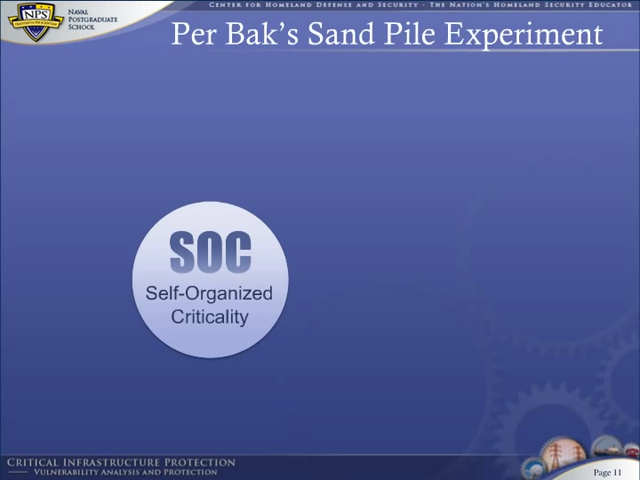 Center for Homeland Defense and Security - The Nation's Homeland Security Educator
NPS
Naval
Postgraduate
School
Per Bak's Sand Pile Experiment
SOC
Self-Organized
Criticality
Critical Infrastructure Protection
Vulnerability Analysis and Protection
Page 11